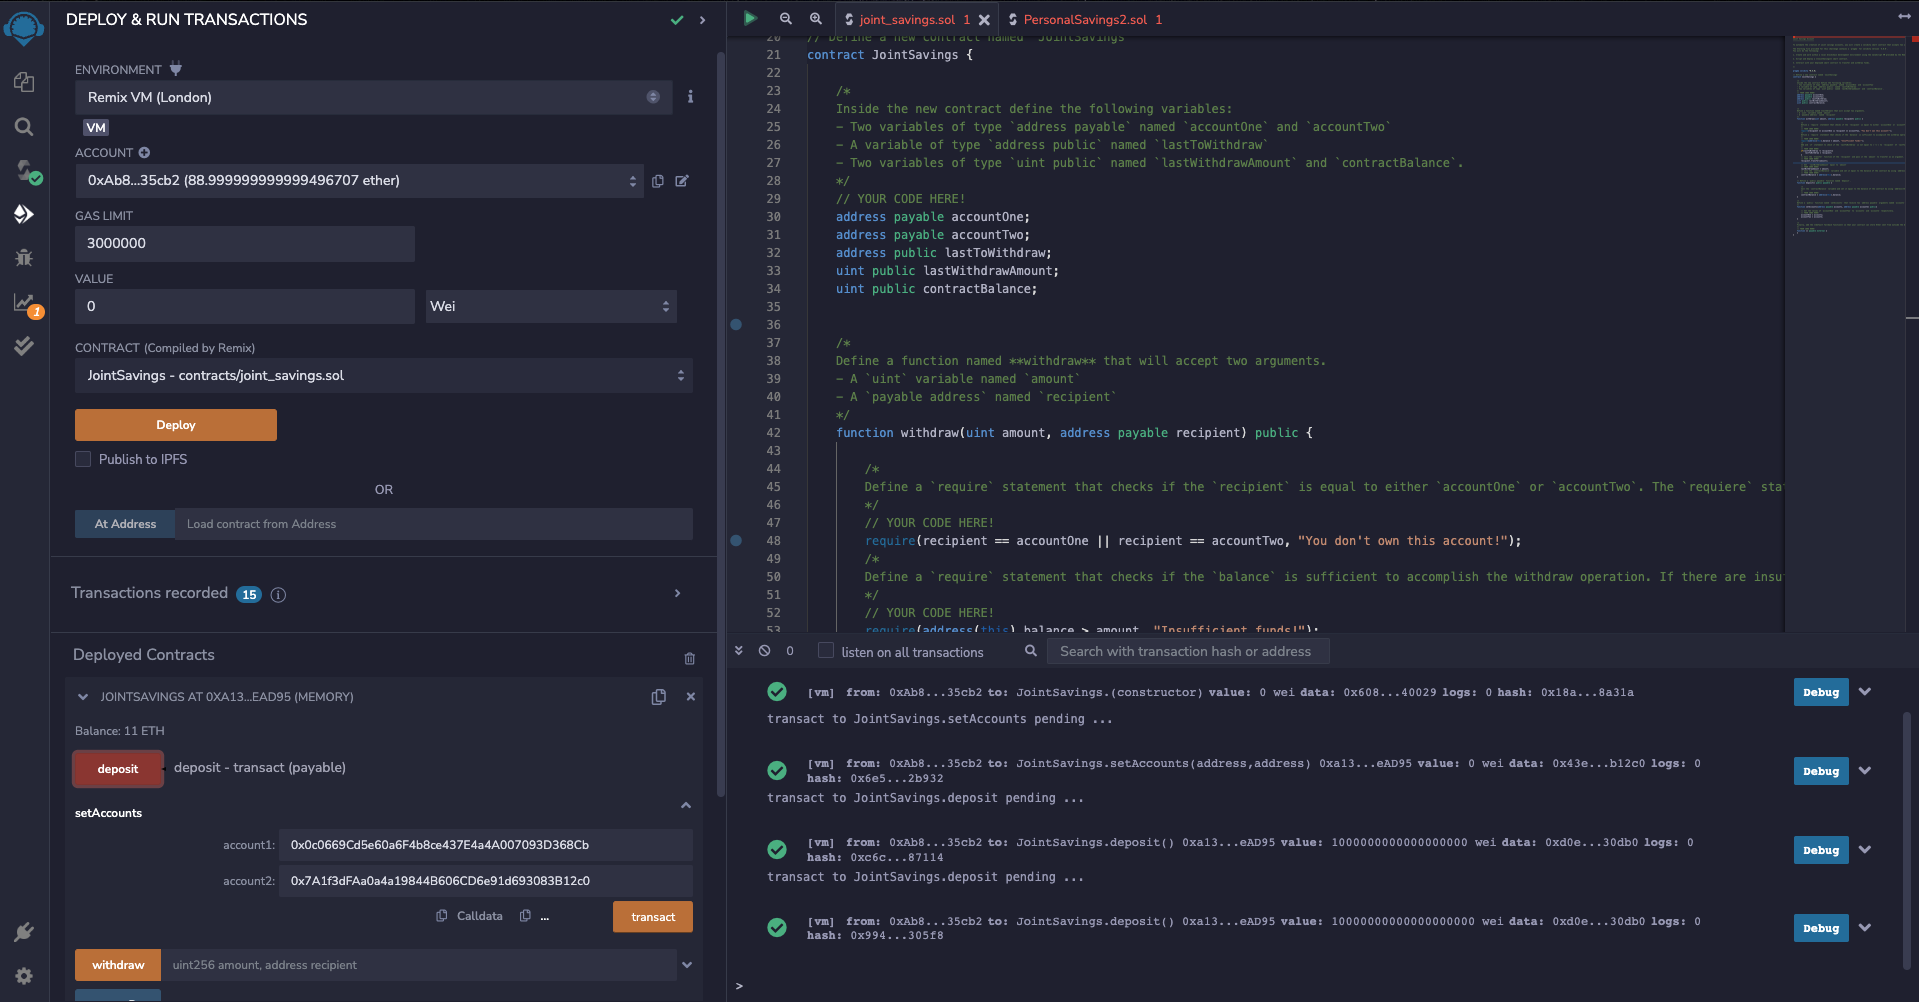 DEPLOY & RUN TRANSACTIONS
ENVIRONMENT
Remix VM (London)
VM
ACCOUNT
0xAb8...35cb2 (88.999999999999496707 ether)
GAS LIMIT
3000000
VALUE
0
Wei
CONTRACT (Compiled by Remix)
JointSavings - contracts/joint_savings.sol
Deploy
Publish to IPFS
OR
At Address
Load contract from Address
Transactions recorded 15
Deployed Contracts
JOINTSAVINGS AT 0XA13...EAD95 (MEMORY)
Balance: 11 ETH
deposit
deposit - transact (payable)
setAccounts
account1: 0x0c0669Cd5e60a6F4b8ce437E4a4A007093D368Cb
account2: 0x7A1f3dFAa0a4a19844B606CD6e91d693083B12c0
Calldata
...
transact
withdraw
uint256 amount, address recipient
1
joint_savings.sol 1
PersonalSavings2.sol 1
20 // Define a new contract named `JointSavings`
21 contract JointSavings {
22
23 /*
24 Inside the new contract define the following variables:
25 - Two variables of type `address payable` named `accountOne` and `accountTwo`
26 - A variable of type `address public` named `lastToWithdraw`
27 - Two variables of type `uint public` named `lastWithdrawAmount` and `contractBalance`.
28 */
29 // YOUR CODE HERE!
30 address payable accountOne;
31 address payable accountTwo;
32 address public lastToWithdraw;
33 uint public lastWithdrawAmount;
34 uint public contractBalance;
35
36
37 /*
38 Define a function named **withdraw** that will accept two arguments.
39 - A `uint` variable named `amount`
40 - A `payable address` named `recipient`
41 */
42 function withdraw(uint amount, address payable recipient) public {
43
44 /*
45 Define a `require` statement that checks if the `recipient` is equal to either `accountOne` or `accountTwo`. The `requiere` sta
46 */
47 // YOUR CODE HERE!
48 require(recipient == accountOne || recipient == accountTwo, "You don't own this account!");
49 /*
50 Define a `require` statement that checks if the `balance` is sufficient to accomplish the withdraw operation. If there are insu
51 */
52 // YOUR CODE HERE!
53 require(address(this).balance > amount, "Insufficient funds!");
0
listen on all transactions
Search with transaction hash or address
[vm] from: 0xAb8...35cb2 to: JointSavings.(constructor) value: 0 wei data: 0x608...40029 logs: 0 hash: 0x18a...8a31a
Debug
transact to JointSavings.setAccounts pending ...
[vm] from: 0xAb8...35cb2 to: JointSavings.setAccounts(address,address) 0xa13...eAD95 value: 0 wei data: 0x43e...b12c0 logs: 0
hash: 0x6e5...2b932
Debug
transact to JointSavings.deposit pending ...
[vm] from: 0xAb8...35cb2 to: JointSavings.deposit() 0xa13...eAD95 value: 1000000000000000000 wei data: 0xd0e...30db0 logs: 0
hash: 0xc6c...87114
Debug
transact to JointSavings.deposit pending ...
[vm] from: 0xAb8...35cb2 to: JointSavings.deposit() 0xa13...eAD95 value: 10000000000000000000 wei data: 0xd0e...30db0 logs: 0
hash: 0x994...305f8
Debug
>